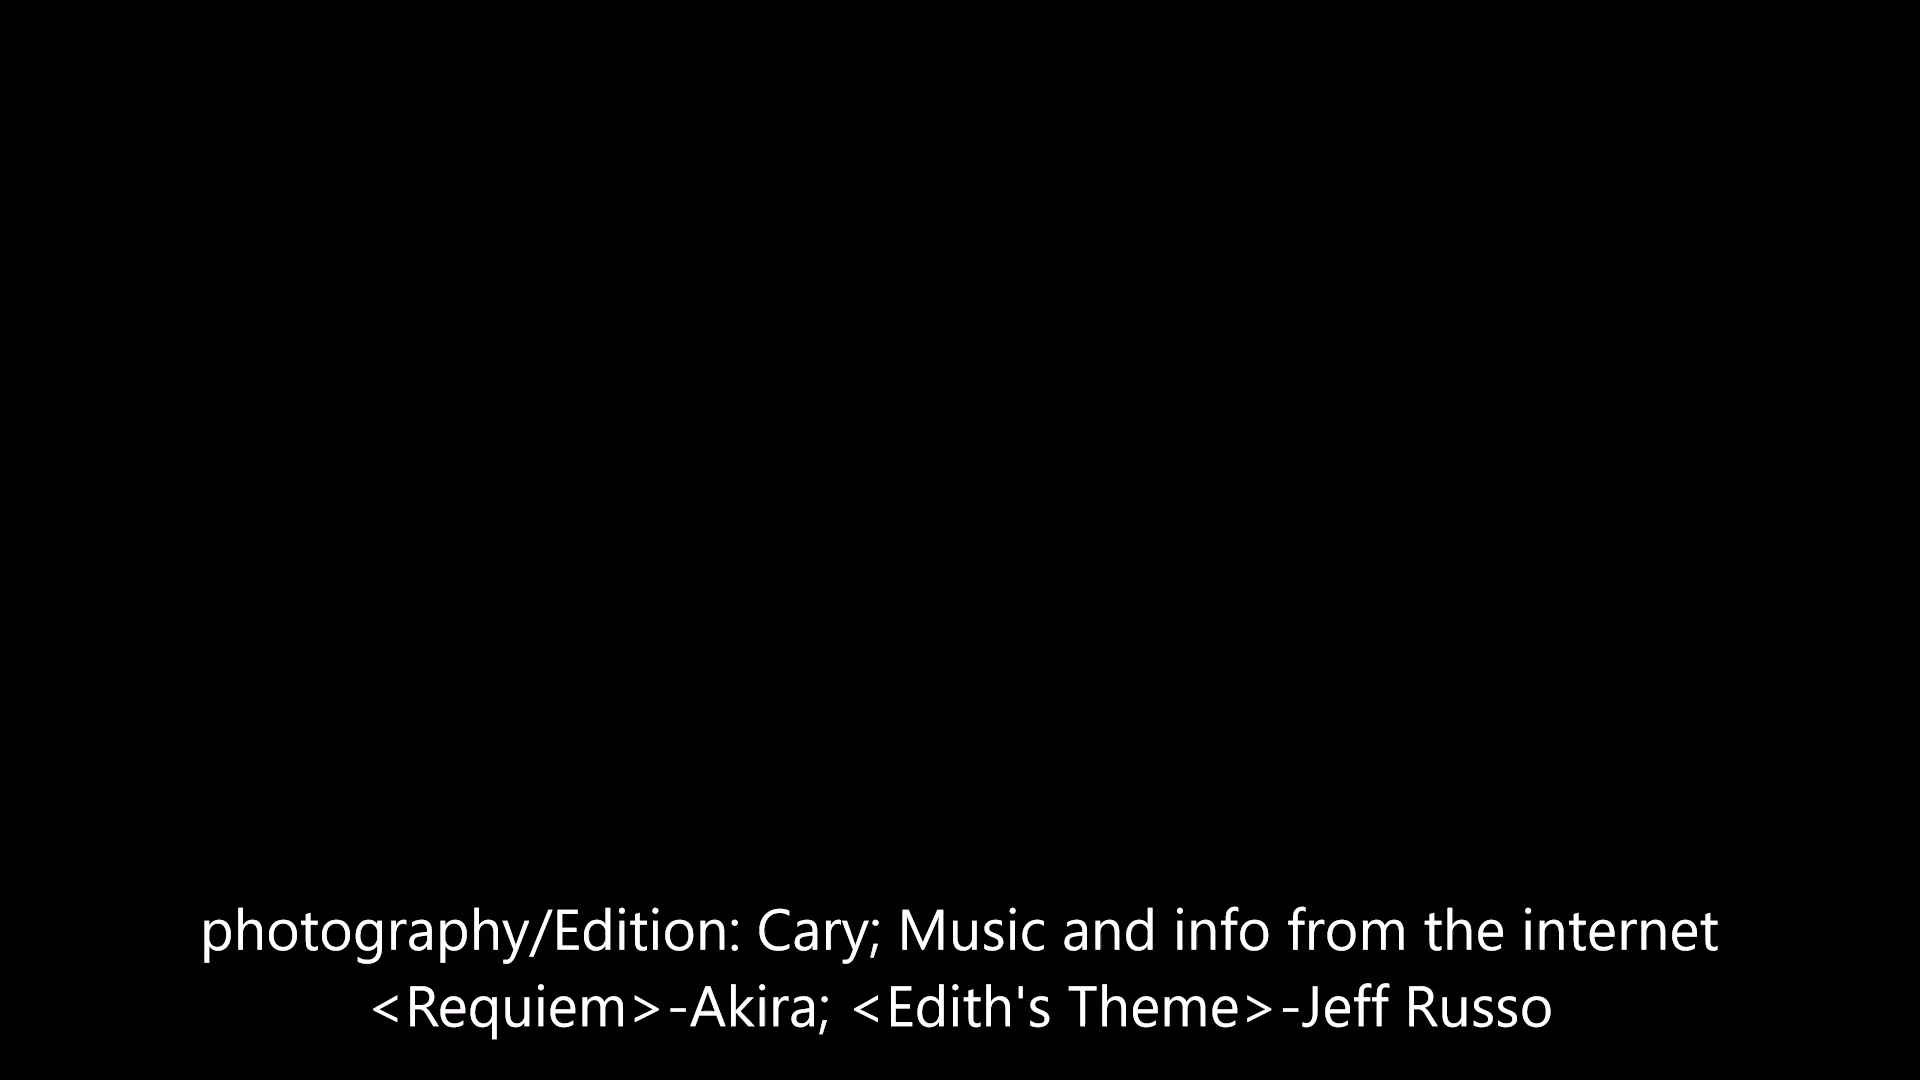 photography/Edition: Cary; Music and info from the internet
<Requiem>-Akira; <Edith's Theme>-Jeff Russo